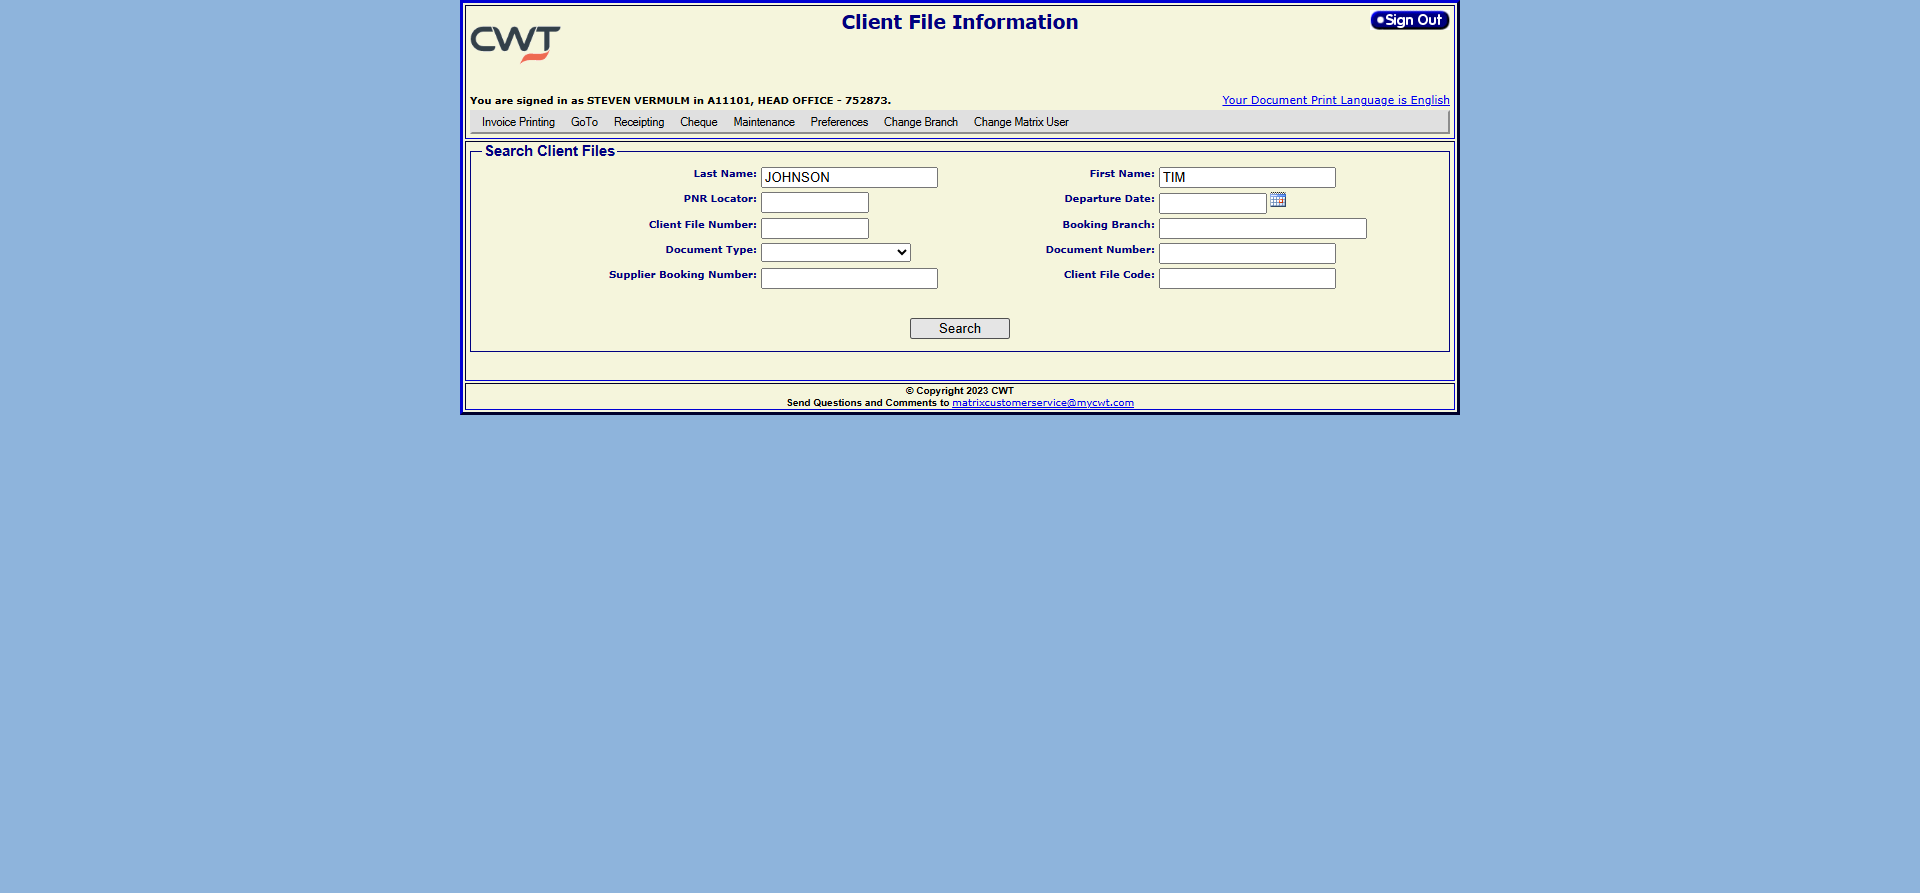 Client File Information
Sign Out
CWT
You are signed in as STEVEN VERMULM in A11101, HEAD OFFICE - 752873.
Your Document Print Language is English
Invoice Printing GoTo Receipting Cheque Maintenance Preferences Change Branch Change Matrix User
Search Client Files
Last Name: JOHNSON First Name: TIM
PNR Locator: Departure Date:
Client File Number: Booking Branch:
Document Type: Document Number:
Supplier Booking Number: Client File Code:
Search
© Copyright 2023 CWT
Send Questions and Comments to matrixcustomerservice@mycwt.com